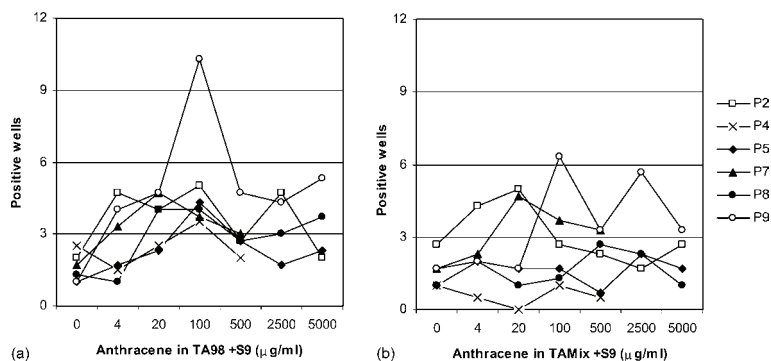 12
9
6
3
0
Positive wells
0 4 20 100 500 2500 5000
(a) Anthracene in TA98 +S9 (μg/ml)
12
9
6
3
0
Positive wells
0 4 20 100 500 2500 5000
(b) Anthracene in TAMix +S9 (μg/ml)
P2
P4
P5
P7
P8
P9